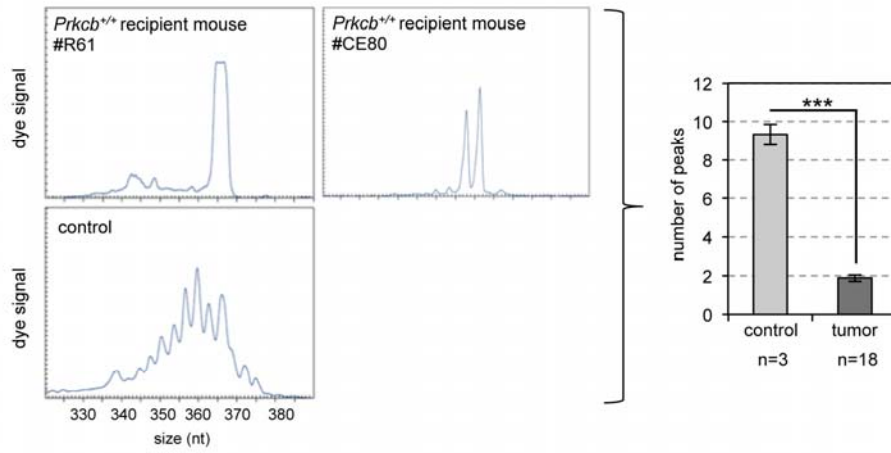 Prkcb+/+ recipient mouse
#R61
Prkcb+/+ recipient mouse
#CE80
dye signal
control
dye signal
330 340 350 360 370 380
size (nt)
12
10
8
6
4
2
0
number of peaks
***
control tumor
n=3 n=18